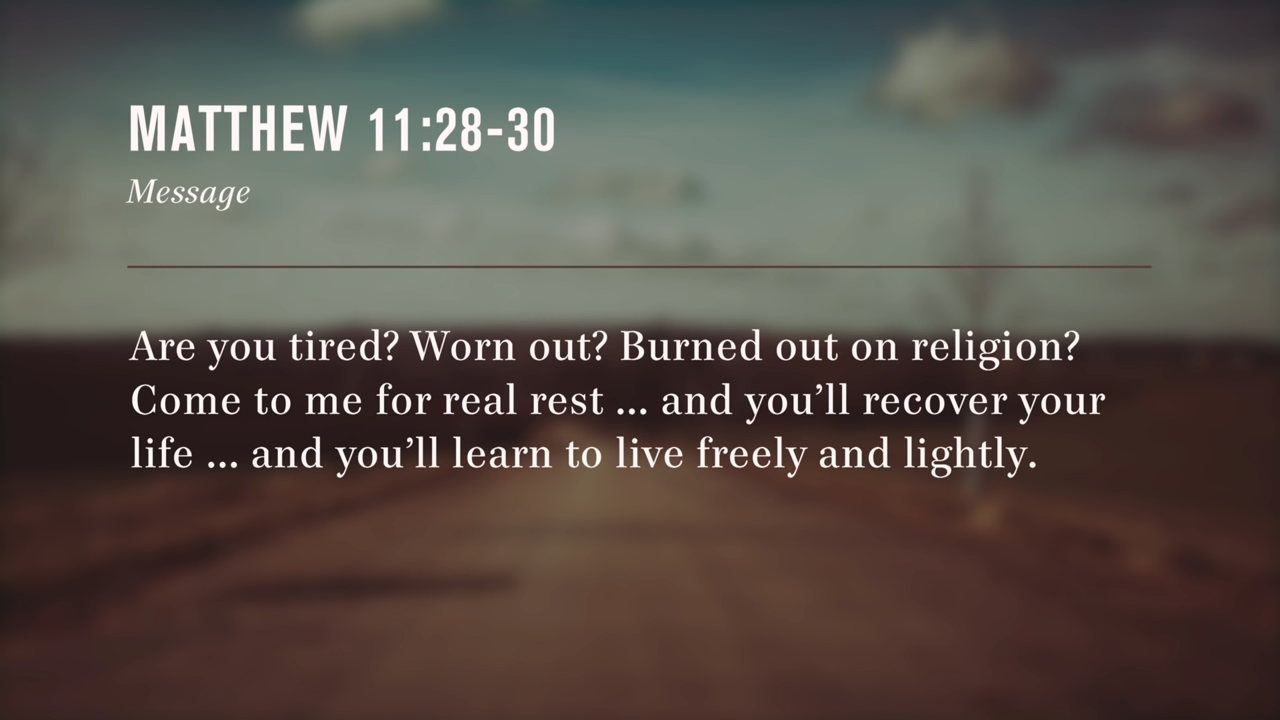 MATTHEW 11:28-30
Message
Are you tired? Worn out? Burned out on religion?
Come to me for real rest ... and you’ll recover your
life ... and you’ll learn to live freely and lightly.